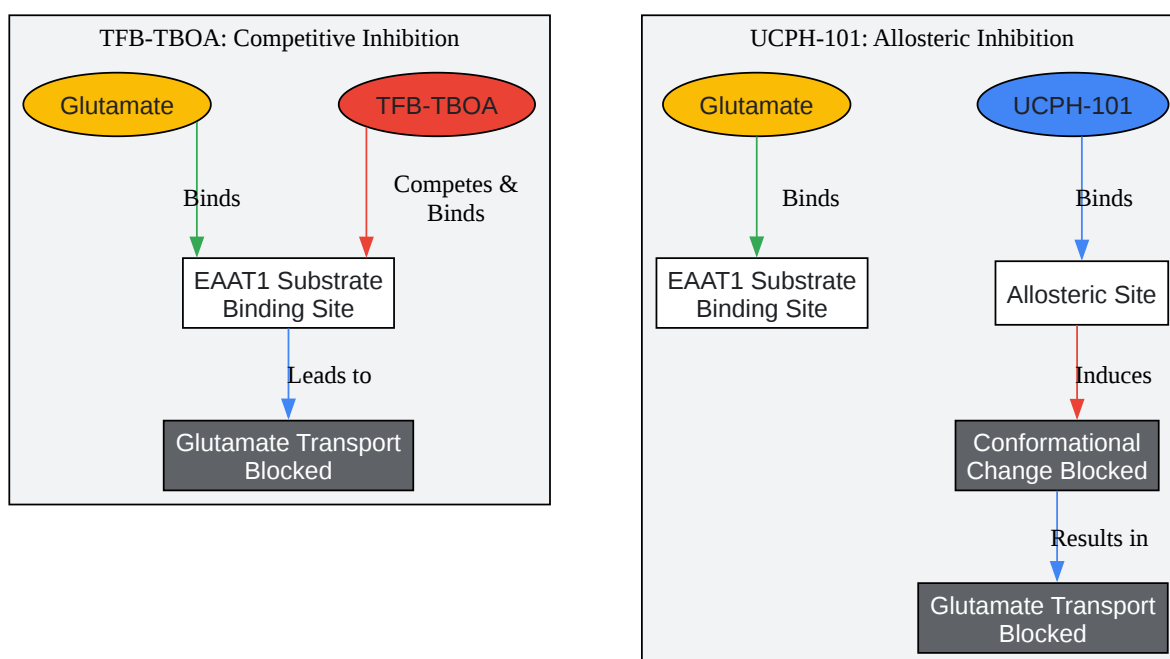 TFB-TBOA: Competitive Inhibition
Glutamate
TFB-TBOA
Binds
Competes &
Binds
EAAT1 Substrate
Binding Site
Leads to
Glutamate Transport
Blocked
UCPH-101: Allosteric Inhibition
Glutamate
UCPH-101
Binds
Binds
EAAT1 Substrate
Binding Site
Allosteric Site
Induces
Conformational
Change Blocked
Results in
Glutamate Transport
Blocked